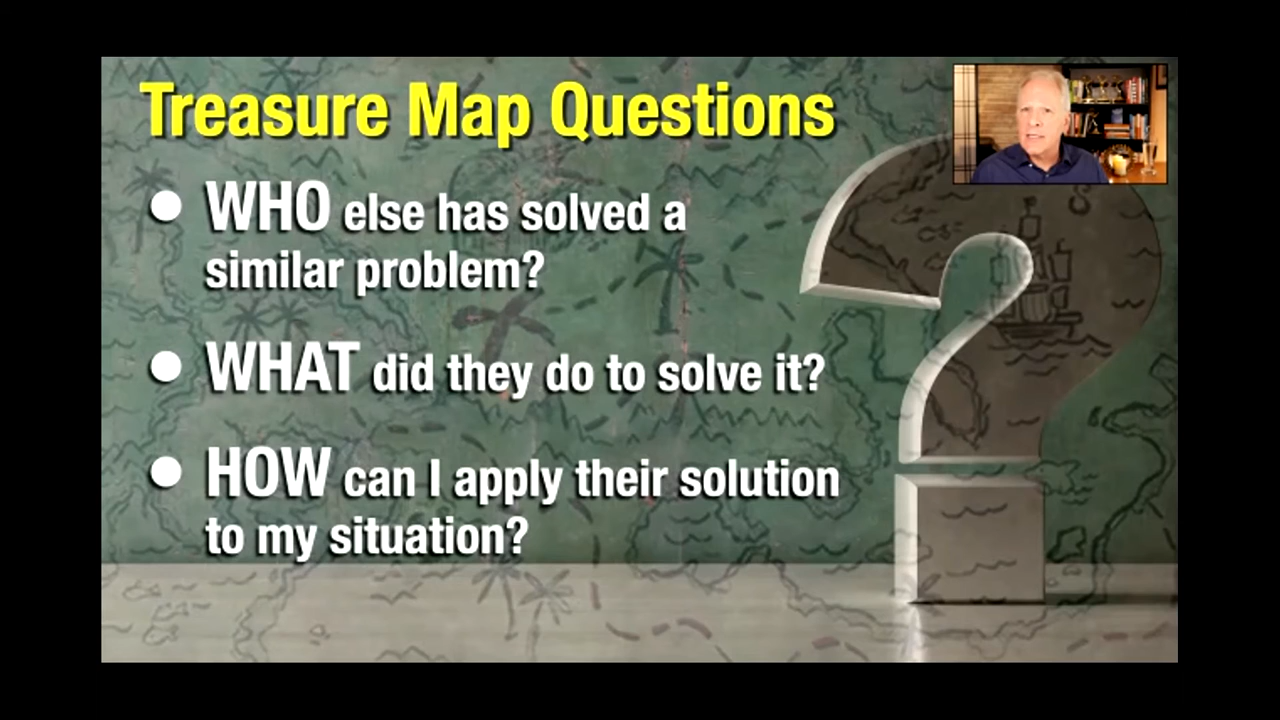 Treasure Map Questions
WHO else has solved a
similar problem?
WHAT did they do to solve it?
HOW can I apply their solution
to my situation?